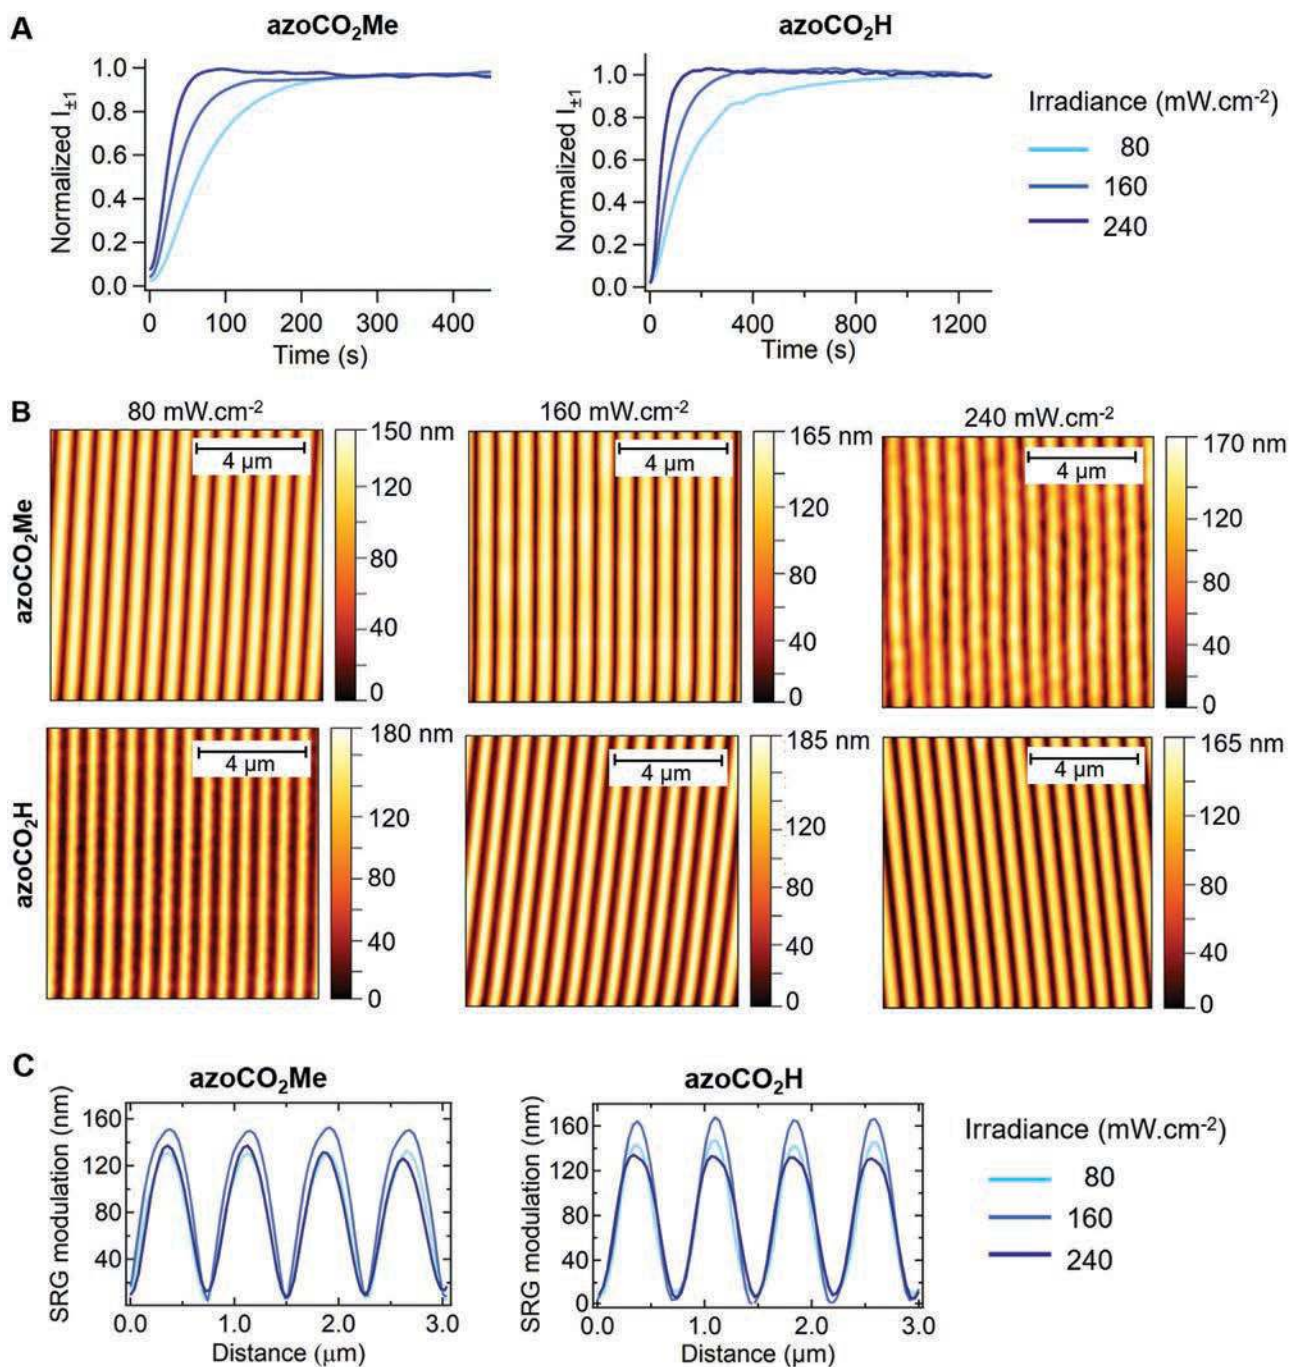 A
azoCO₂Me
azoCO₂H
Normalized I±1
1.0
0.8
0.6
0.4
0.2
0.0
0 100 200 300 400
Time (s)
Normalized I±1
1.0
0.8
0.6
0.4
0.2
0.0
0 400 800 1200
Time (s)
Irradiance (mW.cm⁻²)
80
160
240
B
80 mW.cm⁻²
160 mW.cm⁻²
240 mW.cm⁻²
azoCO₂Me
4 µm
150 nm
120
80
40
0
4 µm
165 nm
120
80
40
0
4 µm
170 nm
120
80
40
0
azoCO₂H
4 µm
180 nm
120
80
40
0
4 µm
185 nm
120
80
40
0
4 µm
165 nm
120
80
40
0
C
azoCO₂Me
azoCO₂H
SRG modulation (nm)
160
120
80
40
0.0 1.0 2.0 3.0
Distance (µm)
SRG modulation (nm)
160
120
80
40
0
0.0 1.0 2.0 3.0
Distance (µm)
Irradiance (mW.cm⁻²)
80
160
240